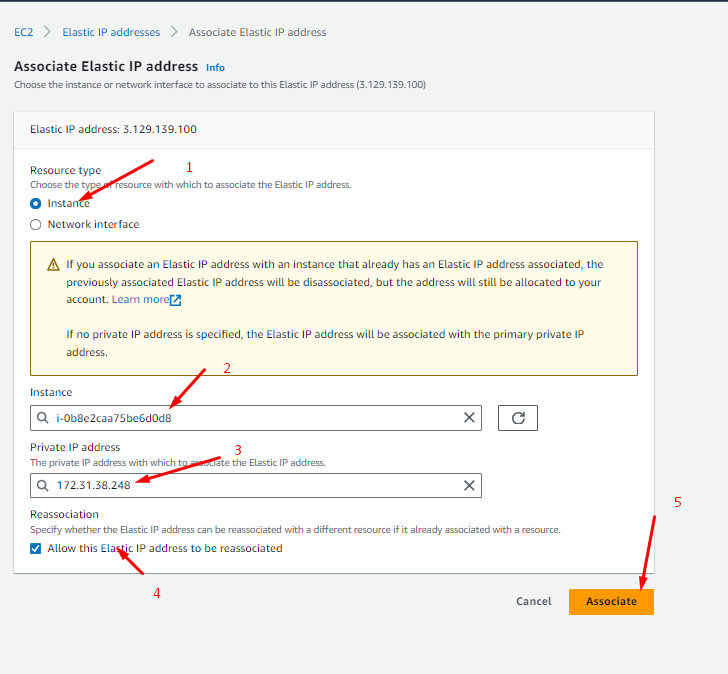 EC2 > Elastic IP addresses > Associate Elastic IP address
Associate Elastic IP address Info
Choose the instance or network interface to associate to this Elastic IP address (3.129.139.100)
Elastic IP address: 3.129.139.100
Resource type
1
Choose the type of resource with which to associate the Elastic IP address.
Instance
Network interface
If you associate an Elastic IP address with an instance that already has an Elastic IP address associated, the
previously associated Elastic IP address will be disassociated, but the address will still be allocated to your
account. Learn more
If no private IP address is specified, the Elastic IP address will be associated with the primary private IP
address.
2
Instance
i-0b8e2caa75be6d0d8
Private IP address
3
The private IP address with which to associate the Elastic IP address.
172.31.38.248
Reassociation
5
Specify whether the Elastic IP address can be reassociated with a different resource if it already associated with a resource.
Allow this Elastic IP address to be reassociated
4
Cancel
Associate